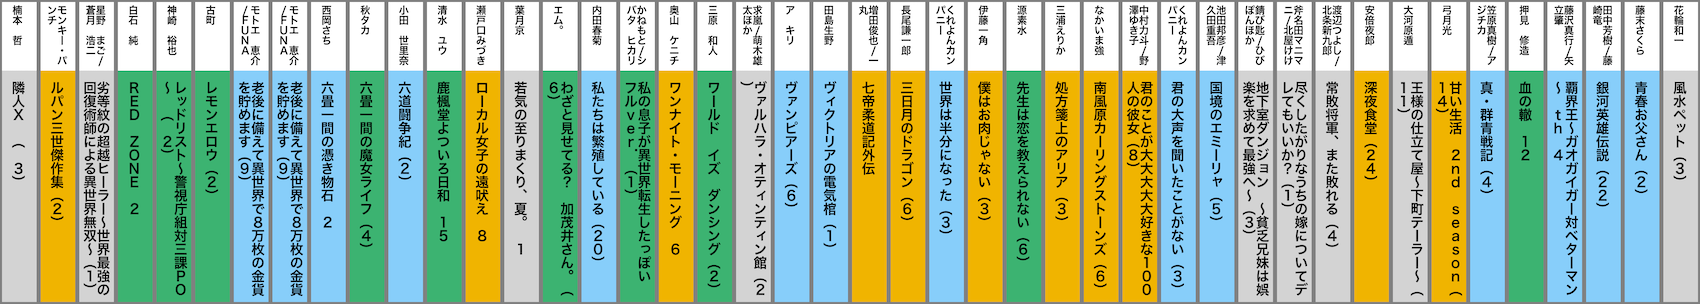 花輪和一
風水ペット（３）
藤末さくら
青春お父さん（２）
田中芳樹/藤
崎竜
銀河英雄伝説（２２）
藤沢真行/矢
立肇
覇界王～ガオガイガー対ベターマン
～ｔｈ４
押見　修造
血の轍　１２
笠原真樹/ア
ジチカ
真・群青戦記（４）
弓月光
甘い生活　２ｎｄ　ｓｅａｓｏｎ（
１４）
大河原遁
王様の仕立て屋～下町テーラー～（
１１）
安倍夜郎
深夜食堂（２４）
渡辺つよし/
北条新九郎
常敗将軍、また敗れる（４）
斧名田マニマ
ニ/北屋けけ
尽くしたがりなうちの嫁についてデ
レてもいいか？（１）
錆び匙/ひび
ぽんほか
地下室ダンジョン　～貧乏兄妹は娯
楽を求めて最強へ～（３）
池田邦彦/津
久田重吾
国境のエミーリャ（５）
くれよんカン
パニー
君の大声を聞いたことがない（３）
中村力斗/野
澤ゆき子
君のことが大大大大大好きな１００
人の彼女（８）
なかいま強
南風原カーリングストーンズ（６）
三浦えりか
処方箋上のアリア（３）
源素水
先生は恋を教えられない（６）
伊藤一角
僕はお肉じゃない（３）
くれよんカン
パニー
世界は半分になった（３）
長尾謙一郎
三日月のドラゴン（６）
増田俊也/一
丸
七帝柔道記外伝
田島生野
ヴィクトリアの電気棺（１）
ア　キリ
ヴァンピアーズ（６）
求嵐/萌木雄
太ほか
ヴァルハラ・オティンティン館（２
）
三原　和人
ワールド　イズ　ダンシング（２）
奥山　ケニチ
ワンナイト・モーニング　６
かねもと/シ
バタ　ヒカリ
私の息子が異世界転生したっぽい
フルｖｅｒ．（１）
内田春菊
私たちは繁殖している（２０）
エム。
わざと見せてる？　加茂井さん。（
６）
葉月京
若気の至りまくり、夏。　１
瀬戸口みづき
ローカル女子の遠吠え　８
清水　ユウ
鹿楓堂よついろ日和　１５
小田　世里奈
六道闘争紀（２）
秋タカ
六畳一間の魔女ライフ（４）
西岡さち
六畳一間の憑き物石　２
モトエ　恵介
/ＦＵＮＡ
老後に備えて異世界で８万枚の金貨
を貯めます（９）
モトエ　恵介
/ＦＵＮＡ
老後に備えて異世界で８万枚の金貨
を貯めます（９）
古町
レモンエロウ（２）
神崎　裕也
レッドリスト～警視庁組対三課ＰＯ
～　（２）
白石　純
ＲＥＤ　ＺＯＮＥ　２
星野　まご/
蒼月　浩二
劣等紋の超越ヒーラー～世界最強の
回復術師による異世界無双～（１）
モンキー・パ
ンチ
ルパン三世傑作集（２）
楠本　哲
隣人Ｘ　（　３）